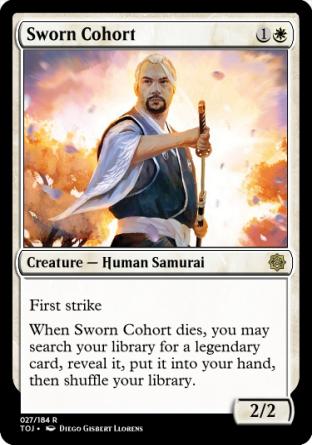 Sworn Cohort 1
Creature — Human Samurai
First strike
When Sworn Cohort dies, you may
search your library for a legendary
card, reveal it, put it into your hand,
then shuffle your library.
2/2
027/184 R
TOJ • Diego Gisbert Llorens